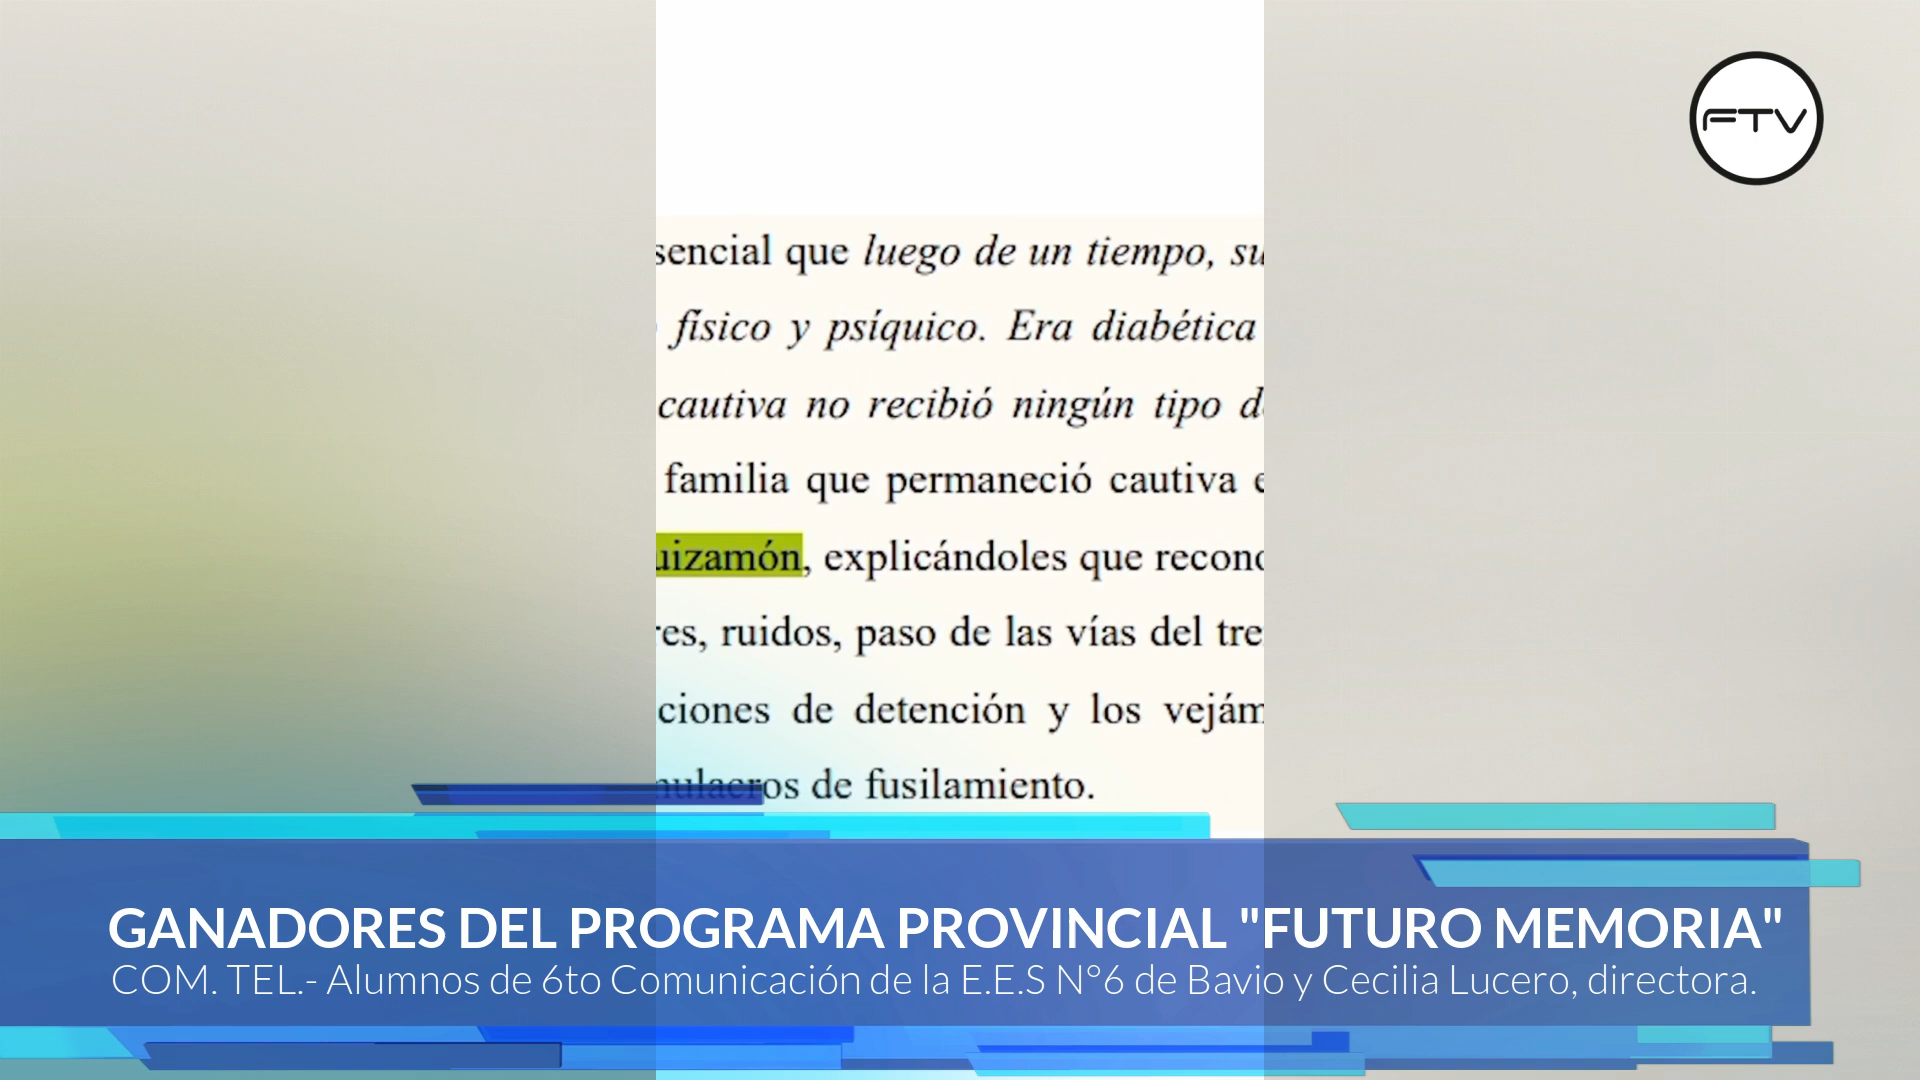 FTV
sencial que luego de un tiempo, su
físico y psíquico. Era diabética
cautiva no recibió ningún tipo d
familia que permaneció cautiva e
uizamón, explicándoles que recono
res, ruidos, paso de las vías del tre
ciones de detención y los vejám
mulacros de fusilamiento.
GANADORES DEL PROGRAMA PROVINCIAL "FUTURO MEMORIA"
COM. TEL.- Alumnos de 6to Comunicación de la E.E.S N°6 de Bavio y Cecilia Lucero, directora.